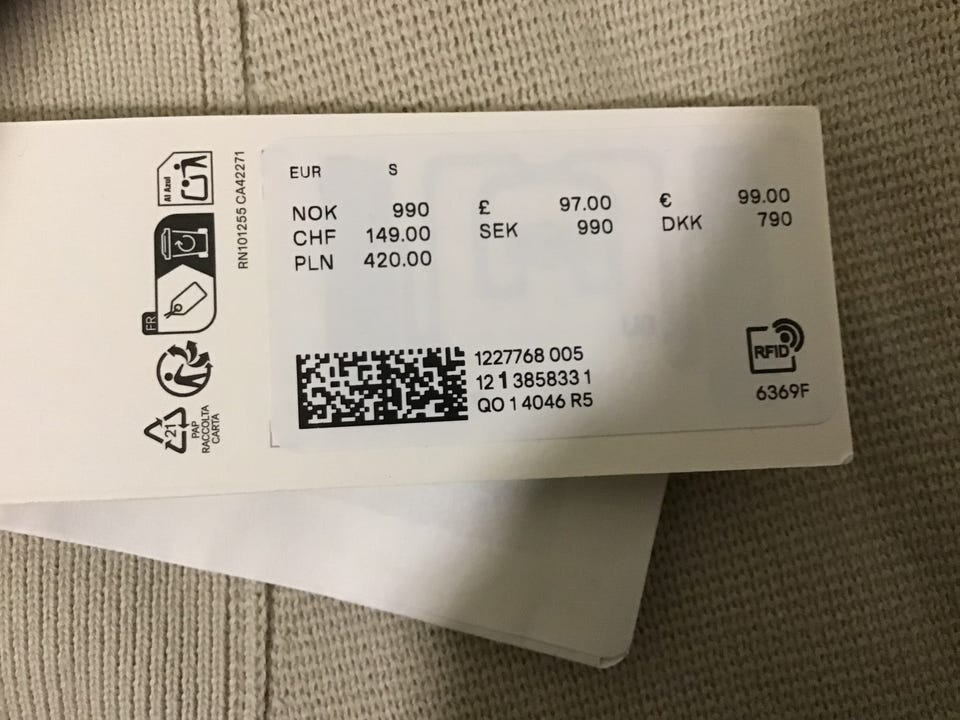 EUR S
NOK 990 £ 97.00 € 99.00
CHF 149.00 SEK 990 DKK 790
PLN 420.00
1227768 005
12 1 385833 1
QO 1 4046 R5
RFID
6369F
RN101255 CA42271
Al Azul
FR
21
PAP
RACCOLTA
CARTA